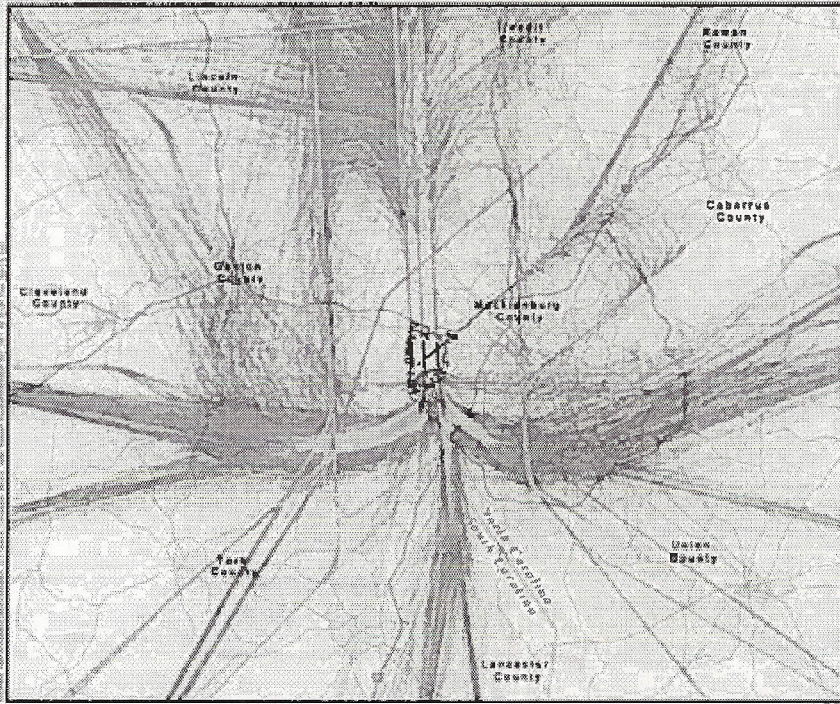 Iredell
County
Rowan
County
Lincoln
County
Cabarrus
County
Gaston
County
Cleveland
County
Mecklenburg
County
North Carolina
South Carolina
York
County
Union
County
Lancaster
County